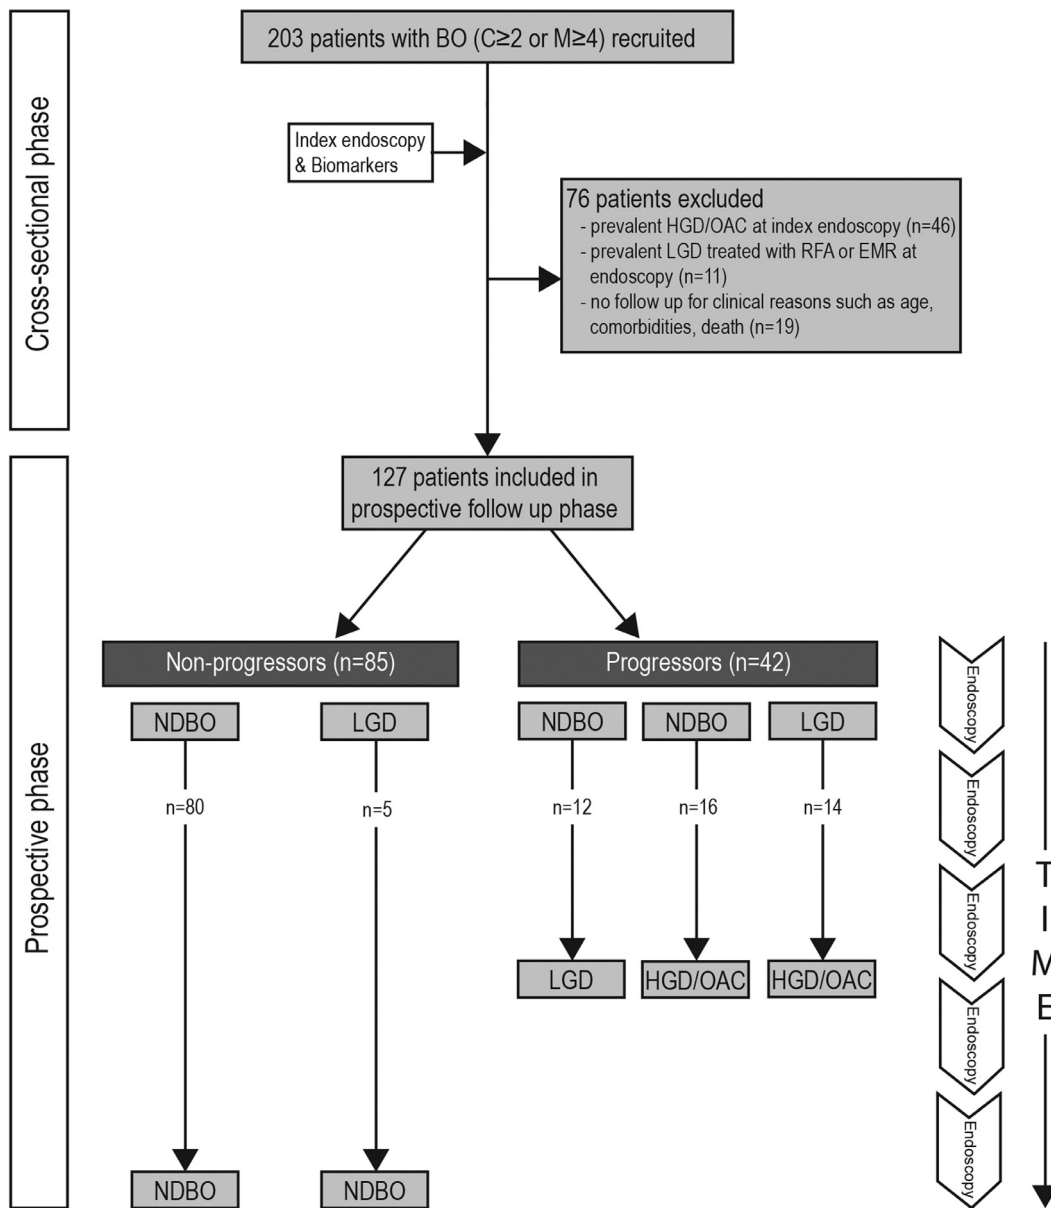 203 patients with BO (C≥2 or M≥4) recruited
Cross-sectional phase
Index endoscopy
& Biomarkers
76 patients excluded
- prevalent HGD/OAC at index endoscopy (n=46)
- prevalent LGD treated with RFA or EMR at
endoscopy (n=11)
- no follow up for clinical reasons such as age,
comorbidities, death (n=19)
Prospective phase
127 patients included in
prospective follow up phase
Non-progressors (n=85)
Progressors (n=42)
NDBO
LGD
NDBO
NDBO
LGD
n=80
n=5
n=12
n=16
n=14
LGD
HGD/OAC
HGD/OAC
NDBO
NDBO
Endoscopy
Endoscopy
Endoscopy
Endoscopy
Endoscopy
T
I
M
E